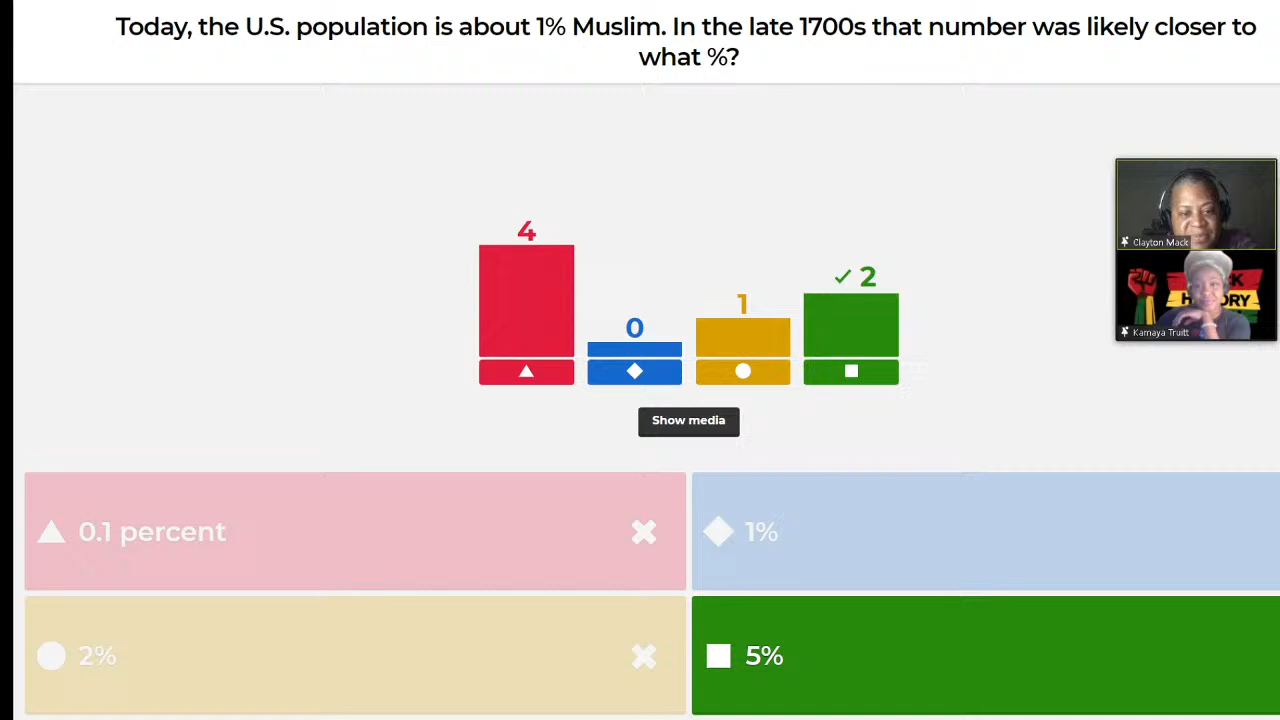 Today, the U.S. population is about 1% Muslim. In the late 1700s that number was likely closer to
what %?
4
0
1
2
Show media
Clayton Mack
Kamaya Truitt
0.1 percent
1%
2%
5%